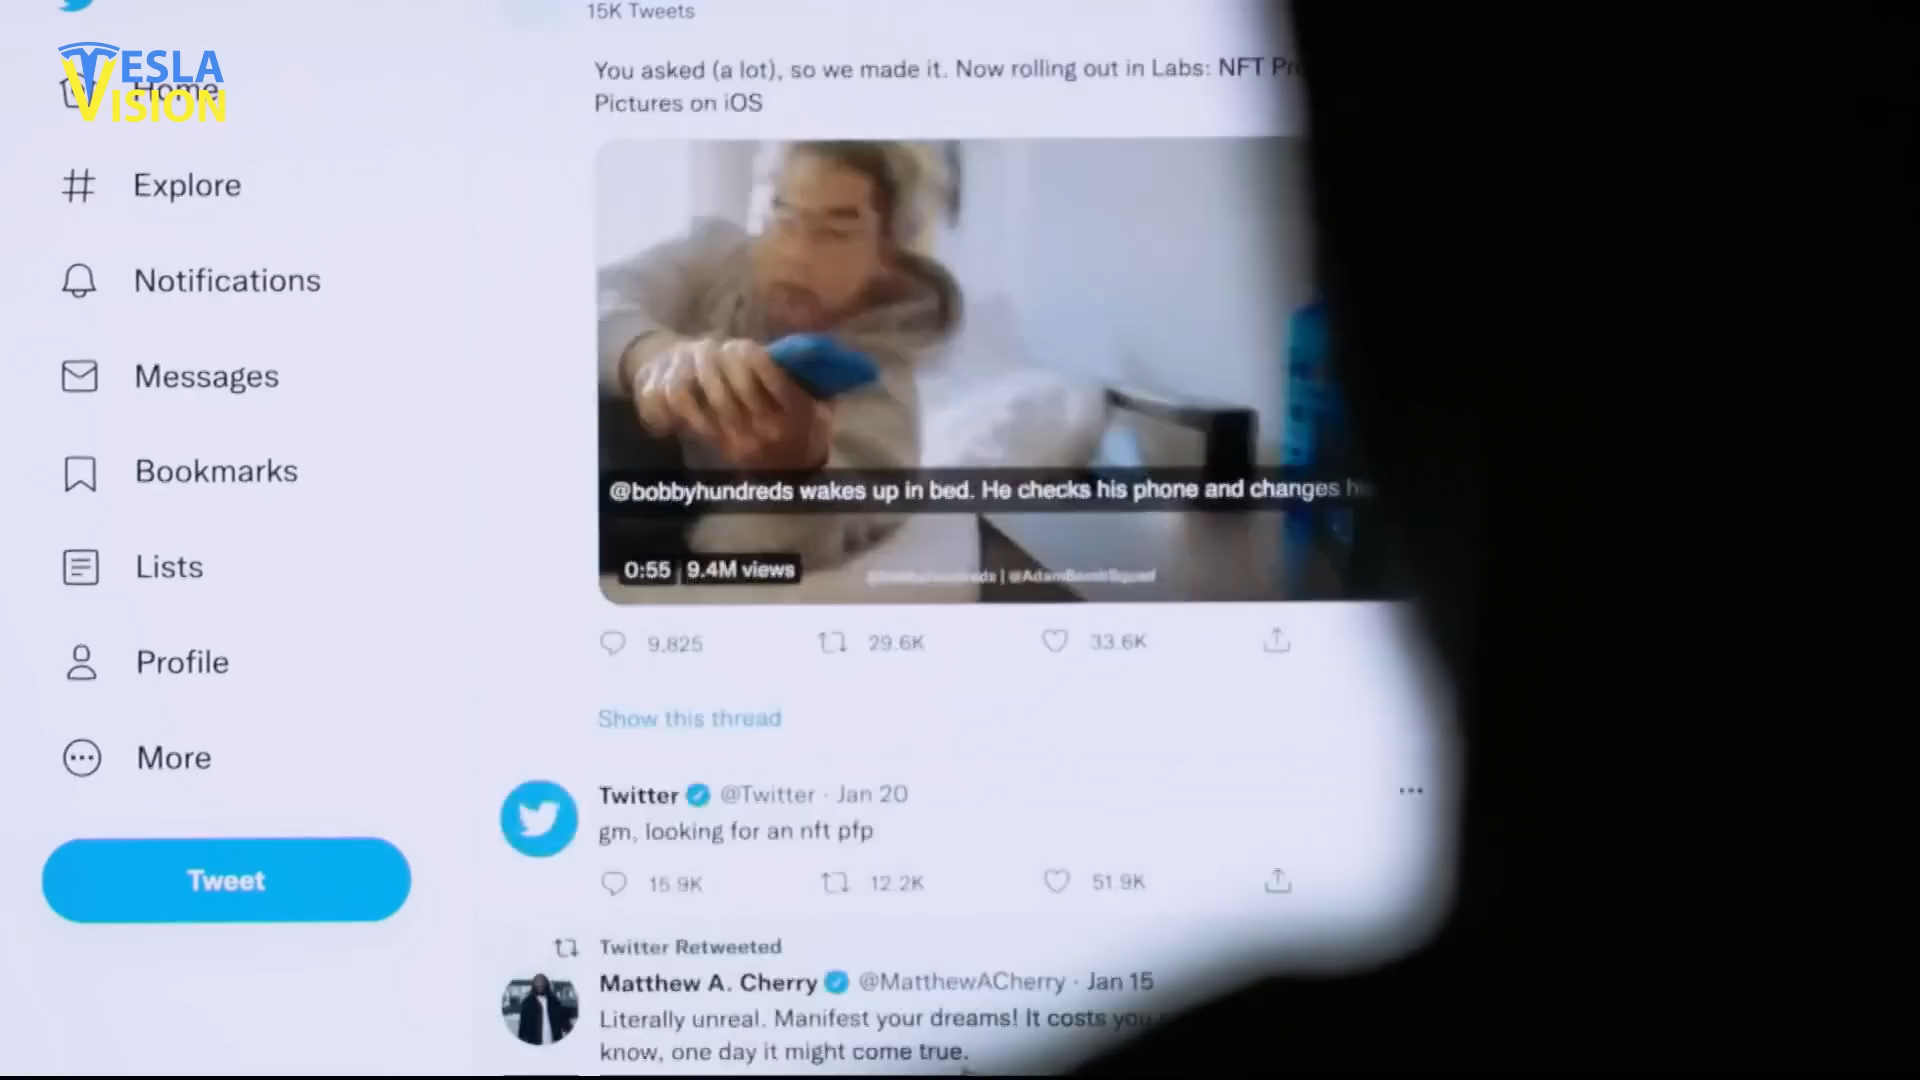 15K Tweets
TESLA
VISION
Home
You asked (a lot), so we made it. Now rolling out in Labs: NFT
Pictures on iOS
Explore
Notifications
Messages
Bookmarks
Lists
Profile
More
Tweet
@bobbyhundreds wakes up in bed. He checks his phone and changes
0:55 9.4M views
| @AdamBombSquad
9,825 29.6K 33.6K
Show this thread
Twitter @Twitter · Jan 20
gm, looking for an nft pfp
15.9K 12.2K 51.9K
Twitter Retweeted
Matthew A. Cherry @MatthewACherry · Jan 15
Literally unreal. Manifest your dreams! It costs you
know, one day it might come true.